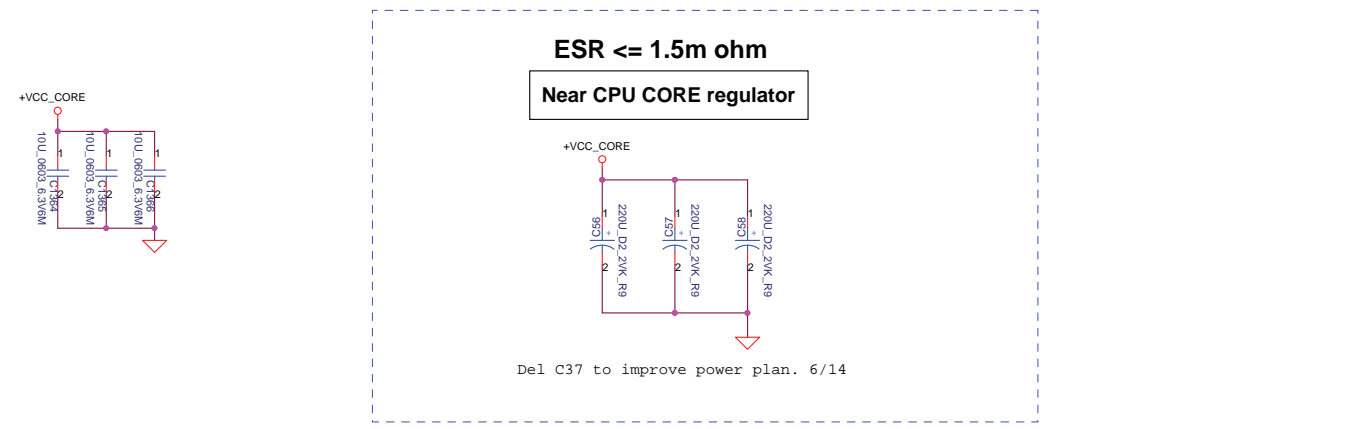 +VCC_CORE
1
1
1
10U_0603_6.3V6M
C1364
10U_0603_6.3V6M
C1365
10U_0603_6.3V6M
C1366
2
2
2
ESR <= 1.5m ohm
Near CPU CORE regulator
+VCC_CORE
1
1
1
C56
+
220U_D2_2VK_R9
C57
+
220U_D2_2VK_R9
C58
+
220U_D2_2VK_R9
2
2
2
Del C37 to improve power plan. 6/14